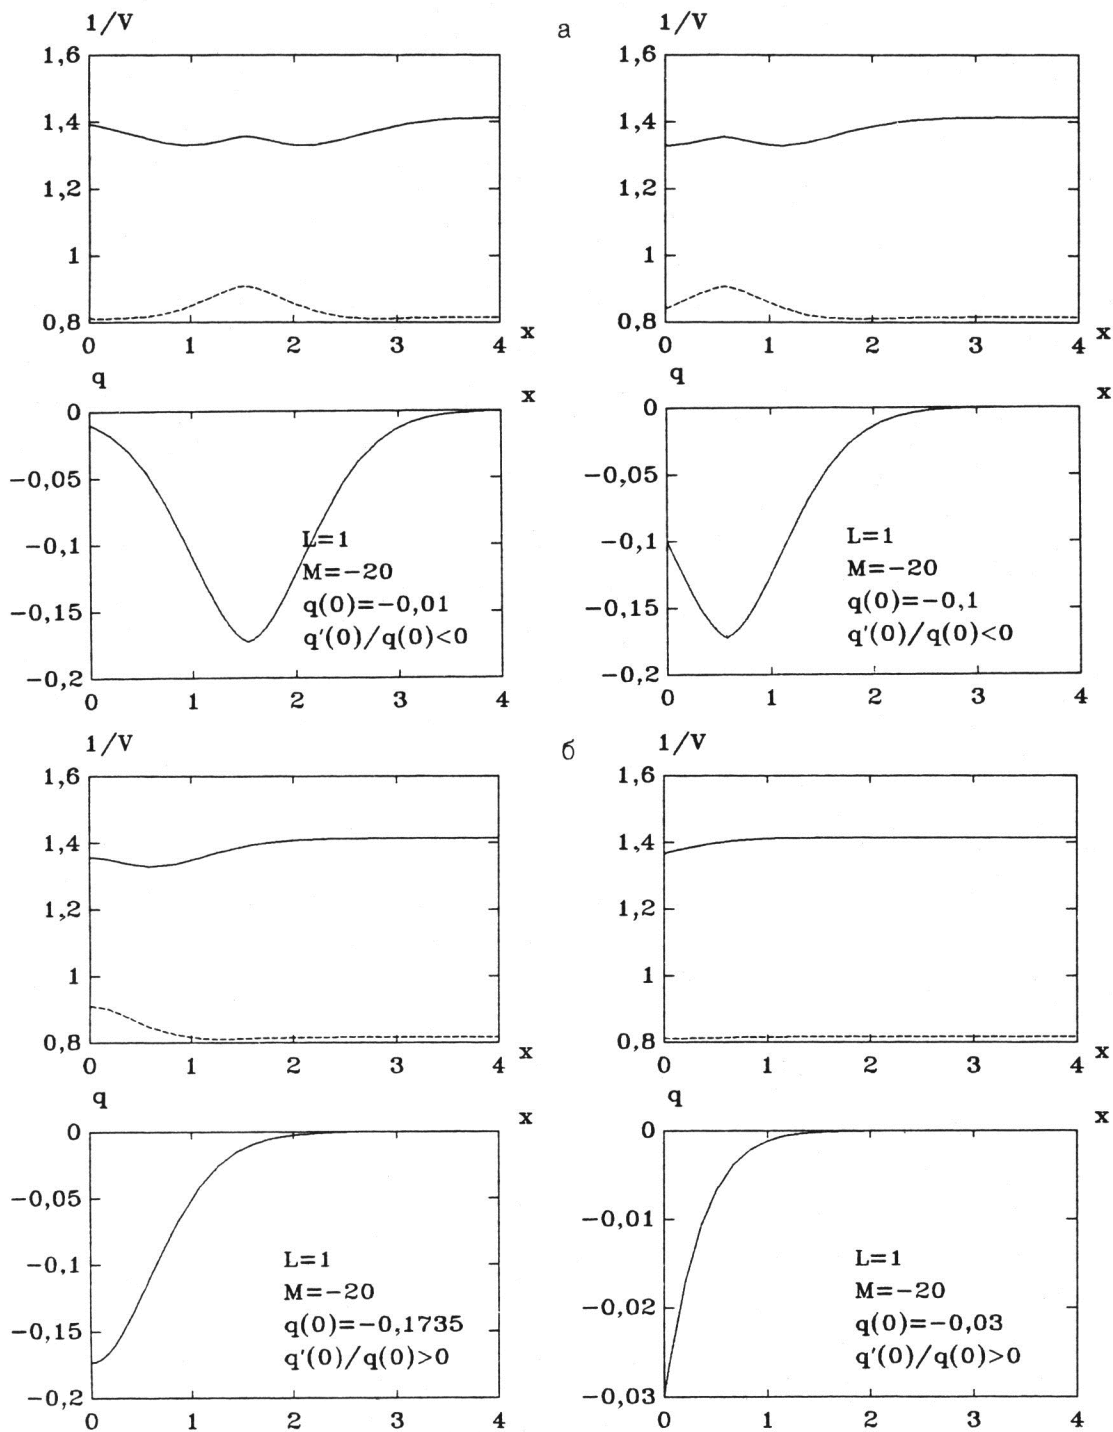 1/V
а
1/V
1,6
1,4
1,2
1
0,8
0
1
2
3
4
x
1,6
1,4
1,2
1
0,8
0
1
2
3
4
x
q
x
0
−0,05
−0,1
−0,15
−0,2
0
1
2
3
4
L=1
M=−20
q(0)=−0,01
q'(0)/q(0)<0
q
x
0
−0,05
−0,1
−0,15
−0,2
0
1
2
3
4
L=1
M=−20
q(0)=−0,1
q'(0)/q(0)<0
1/V
б
1/V
1,6
1,4
1,2
1
0,8
0
1
2
3
4
x
1,6
1,4
1,2
1
0,8
0
1
2
3
4
x
q
x
0
−0,05
−0,1
−0,15
−0,2
0
1
2
3
4
L=1
M=−20
q(0)=−0,1735
q'(0)/q(0)>0
q
x
0
−0,01
−0,02
−0,03
0
1
2
3
4
L=1
M=−20
q(0)=−0,03
q'(0)/q(0)>0